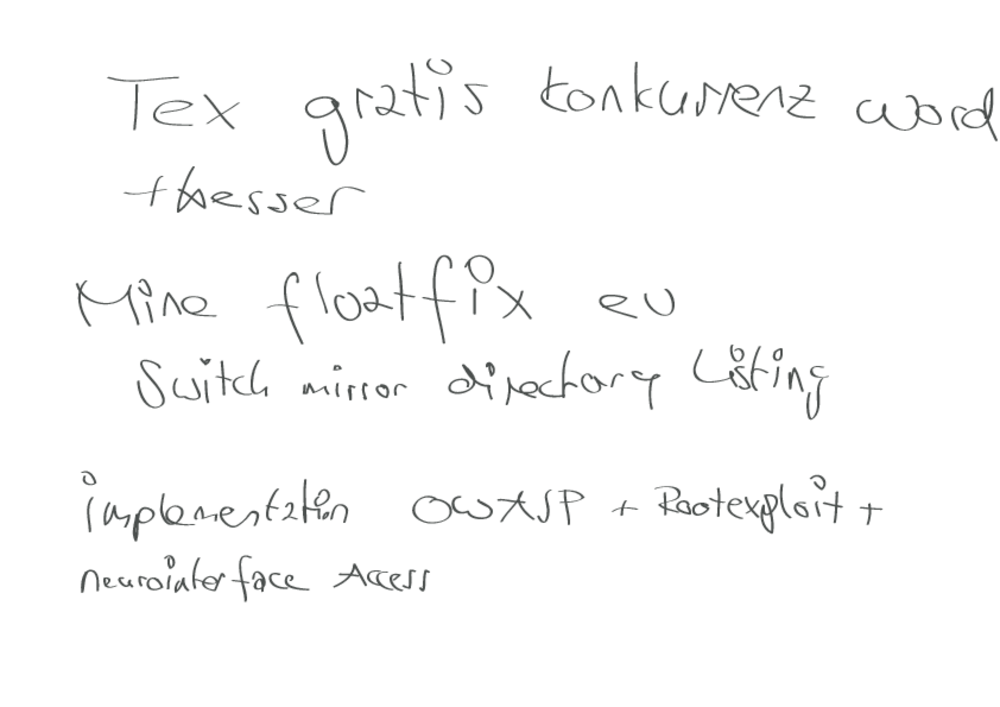 Tex gratis konkurrenz word
+ besser
Mine floatfix eu
Switch mirror directory Listing
implementation OWASP + Rootexploit +
neurointerface Access